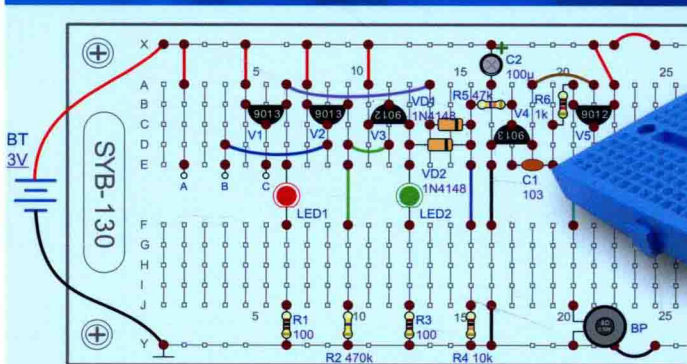 X
C2
100μ
5
10
15
20
25
A
B
C
D
E
9013
9013
9012
9013
9012
VD1
1N4148
R5 47k
V4
R6
1k
V1
V2
V3
V5
BT
3V
SYB-130
VD2
1N4148
C1
103
A
B
C
LED1
LED2
F
G
H
I
J
5
10
15
25
R1
100
R2 470k
R3
100
R4 10k
BP
Y